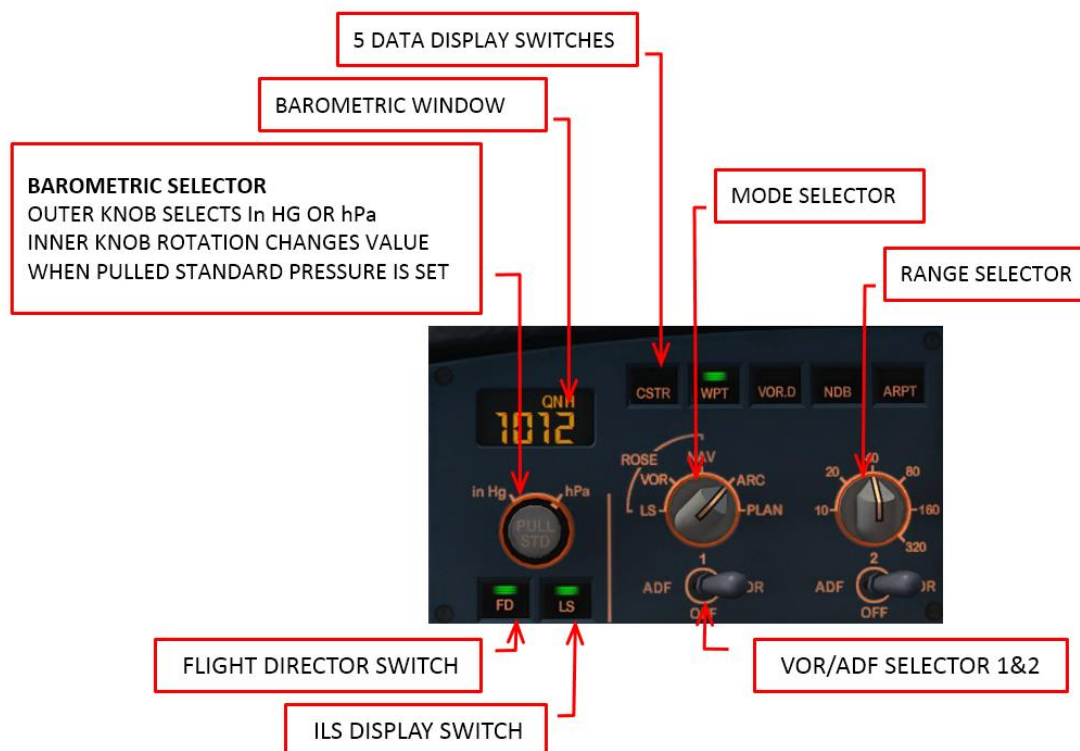 5 DATA DISPLAY SWITCHES
BAROMETRIC WINDOW
BAROMETRIC SELECTOR
OUTER KNOB SELECTS In HG OR hPa
INNER KNOB ROTATION CHANGES VALUE
WHEN PULLED STANDARD PRESSURE IS SET
MODE SELECTOR
RANGE SELECTOR
CSTR WPT VOR.D NDB ARPT
QNH
1012
ROSE NAV
VOR ARC
LS PLAN
in Hg hPa
PULL
STD
10 20 40 80 160 320
1 2
ADF OR
OFF
ADF OR
OFF
FD LS
FLIGHT DIRECTOR SWITCH
VOR/ADF SELECTOR 1&2
ILS DISPLAY SWITCH